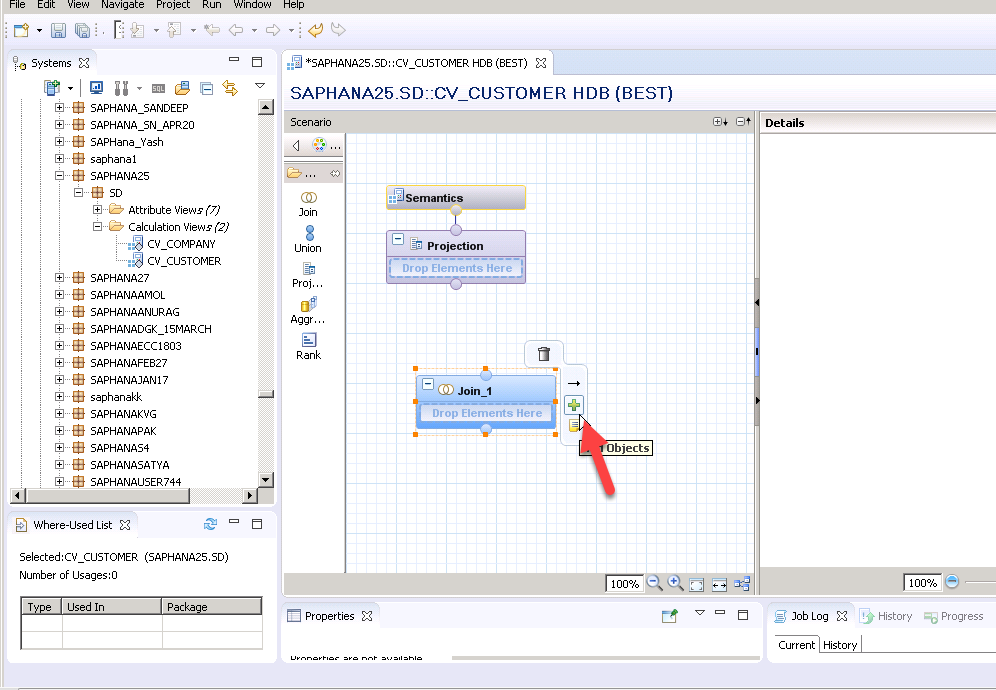 File Edit View Navigate Project Run Window Help
Systems
SAPHANA_SANDEEP
SAPHANA_SN_APR20
SAPHana_Yash
saphana1
SAPHANA25
SD
Attribute Views (7)
Calculation Views (2)
CV_COMPANY
CV_CUSTOMER
SAPHANA27
SAPHANAAMOL
SAPHANAANURAG
SAPHANADGK_15MARCH
SAPHANAECC1803
SAPHANAFEB27
SAPHANAJAN17
saphanakk
SAPHANAKVG
SAPHANAPAK
SAPHANAS4
SAPHANASATYA
SAPHANAUSER744
Where-Used List
Selected:CV_CUSTOMER (SAPHANA25.SD)
Number of Usages:0
Type Used In Package
*SAPHANA25.SD::CV_CUSTOMER HDB (BEST)
SAPHANA25.SD::CV_CUSTOMER HDB (BEST)
Scenario
...
...
Join
Union
Proj...
Aggr...
Rank
Semantics
Projection
Drop Elements Here
Join_1
Drop Elements Here
Objects
100%
Details
100%
Properties
Properties are not available
Job Log History Progress
Current History